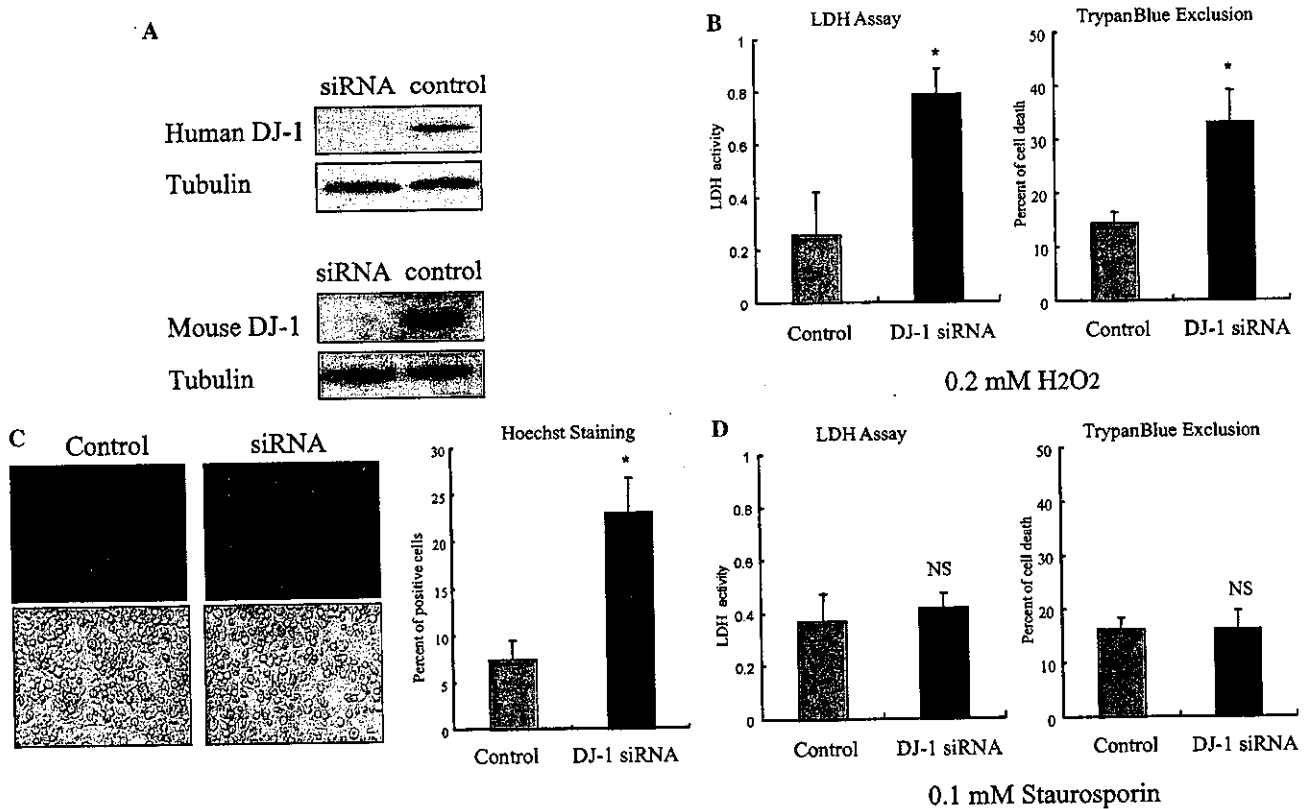 A
siRNA control
Human DJ-1
Tubulin
siRNA control
Mouse DJ-1
Tubulin
B
LDH Assay
LDH activity
1
0.8
0.6
0.4
0.2
0
Control DJ-1 siRNA
*
TrypanBlue Exclusion
Percent of cell death
50
40
30
20
10
0
Control DJ-1 siRNA
*
0.2 mM H2O2
C
Control siRNA
Hoechst Staining
Percent of positive cells
30
25
20
15
10
5
0
Control DJ-1 siRNA
*
D
LDH Assay
LDH activity
1
0.8
0.6
0.4
0.2
0
Control DJ-1 siRNA
NS
TrypanBlue Exclusion
Percent of cell death
50
40
30
20
10
0
Control DJ-1 siRNA
NS
0.1 mM Staurosporin